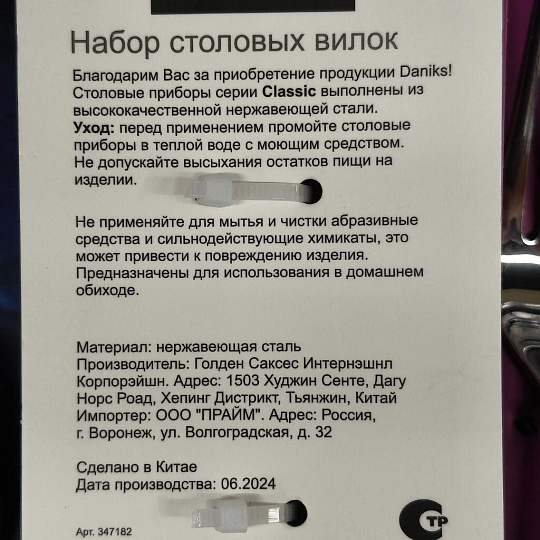 Набор столовых вилок
Благодарим Вас за приобретение продукции Daniks!
Столовые приборы серии Classic выполнены из
высококачественной нержавеющей стали.
Уход: перед применением промойте столовые
приборы в теплой воде с моющим средством.
Не допускайте высыхания остатков пищи на
изделии.
Не применяйте для мытья и чистки абразивные
средства и сильнодействующие химикаты, это
может привести к повреждению изделия.
Предназначены для использования в домашнем
обиходе.
Материал: нержавеющая сталь
Производитель: Голден Саксес Интернэшнл
Корпорэйшн. Адрес: 1503 Худжин Сенте, Дагу
Норс Роад, Хепинг Дистрикт, Тьянжин, Китай
Импортер: ООО "ПРАЙМ". Адрес: Россия,
г. Воронеж, ул. Волгоградская, д. 32
Сделано в Китае
Дата производства: 06.2024
Арт. 347182
СТР